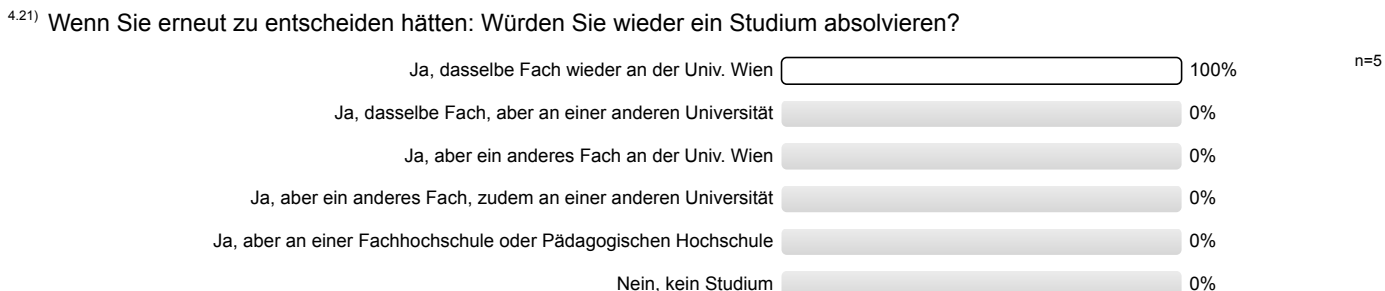 4.21) Wenn Sie erneut zu entscheiden hätten: Würden Sie wieder ein Studium absolvieren?
Ja, dasselbe Fach wieder an der Univ. Wien 100% n=5
Ja, dasselbe Fach, aber an einer anderen Universität 0%
Ja, aber ein anderes Fach an der Univ. Wien 0%
Ja, aber ein anderes Fach, zudem an einer anderen Universität 0%
Ja, aber an einer Fachhochschule oder Pädagogischen Hochschule 0%
Nein, kein Studium 0%